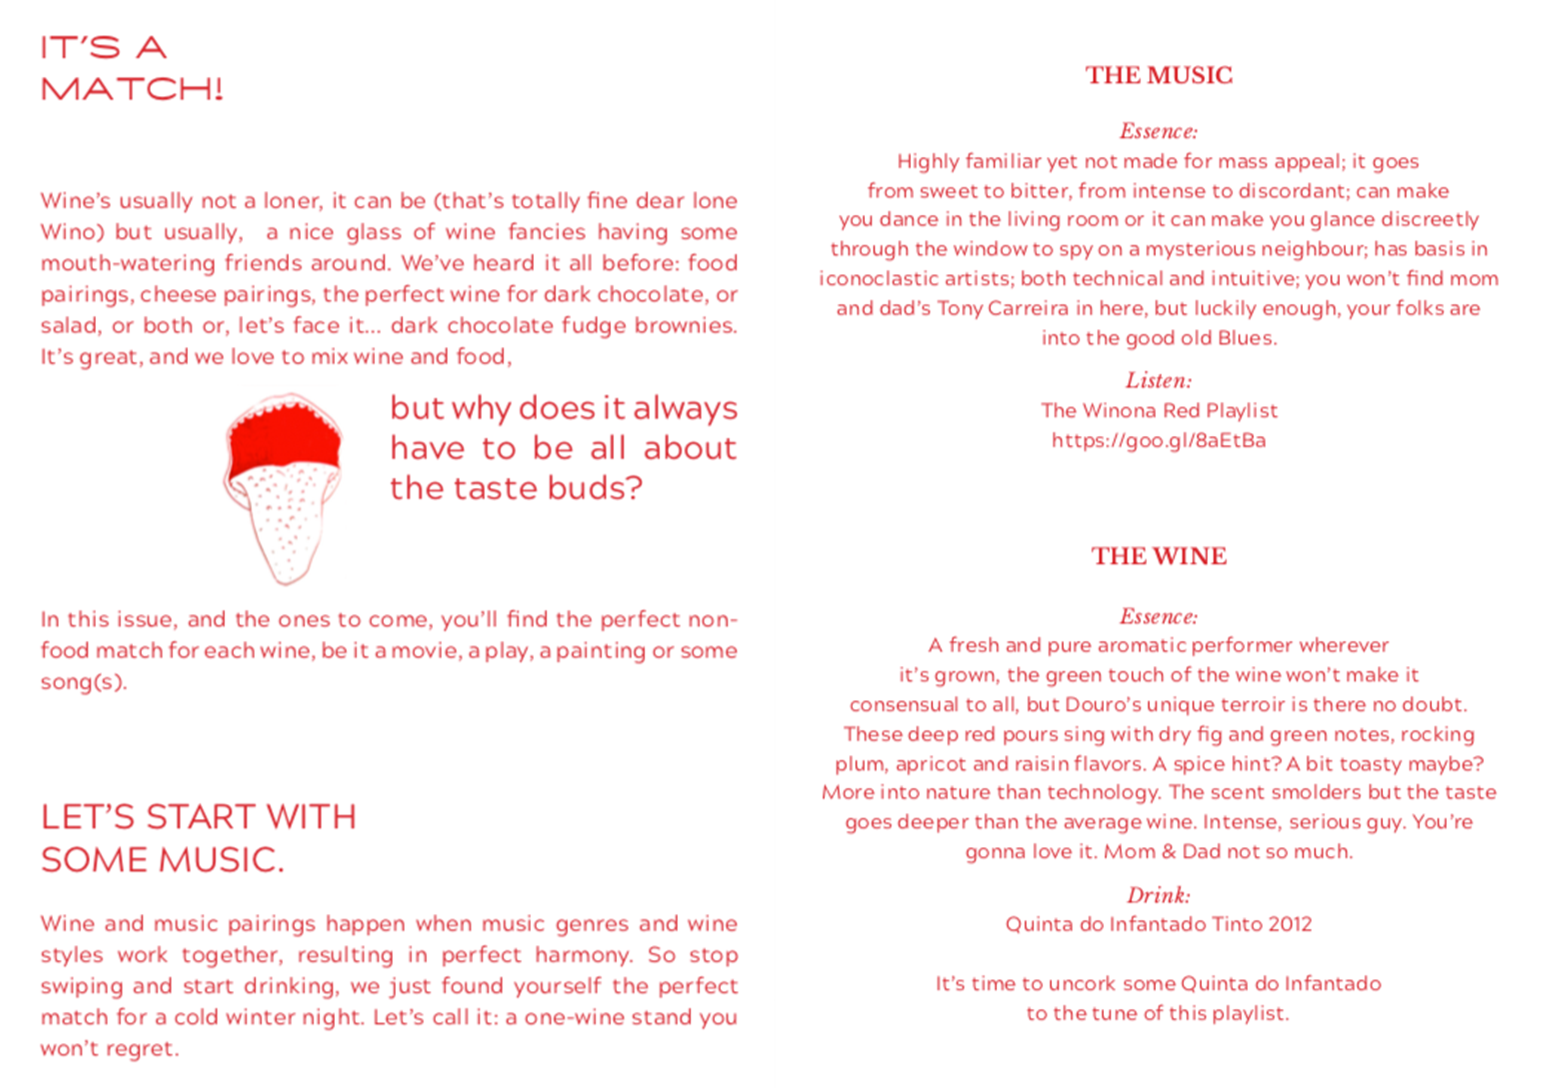 IT'S A
MATCH!
Wine's usually not a loner, it can be (that's totally fine dear lone
Wino) but usually,  a nice glass of wine fancies having some
mouth-watering friends around. We've heard it all before: food
pairings, cheese pairings, the perfect wine for dark chocolate, or
salad, or both or, let's face it... dark chocolate fudge brownies.
It's great, and we love to mix wine and food,
but why does it always
have to be all about
the taste buds?
In this issue, and the ones to come, you'll find the perfect non-
food match for each wine, be it a movie, a play, a painting or some
song(s).
LET'S START WITH
SOME MUSIC.
Wine and music pairings happen when music genres and wine
styles work together, resulting in perfect harmony. So stop
swiping and start drinking, we just found yourself the perfect
match for a cold winter night. Let's call it: a one-wine stand you
won't regret.
THE MUSIC
Essence:
Highly familiar yet not made for mass appeal; it goes
from sweet to bitter, from intense to discordant; can make
you dance in the living room or it can make you glance discreetly
through the window to spy on a mysterious neighbour; has basis in
iconoclastic artists; both technical and intuitive; you won't find mom
and dad's Tony Carreira in here, but luckily enough, your folks are
into the good old Blues.
Listen:
The Winona Red Playlist
https://goo.gl/8aEtBa
THE WINE
Essence:
A fresh and pure aromatic performer wherever
it's grown, the green touch of the wine won't make it
consensual to all, but Douro's unique terroir is there no doubt.
These deep red pours sing with dry fig and green notes, rocking
plum, apricot and raisin flavors. A spice hint? A bit toasty maybe?
More into nature than technology. The scent smolders but the taste
goes deeper than the average wine. Intense, serious guy. You're
gonna love it. Mom & Dad not so much.
Drink:
Quinta do Infantado Tinto 2012
It's time to uncork some Quinta do Infantado
to the tune of this playlist.